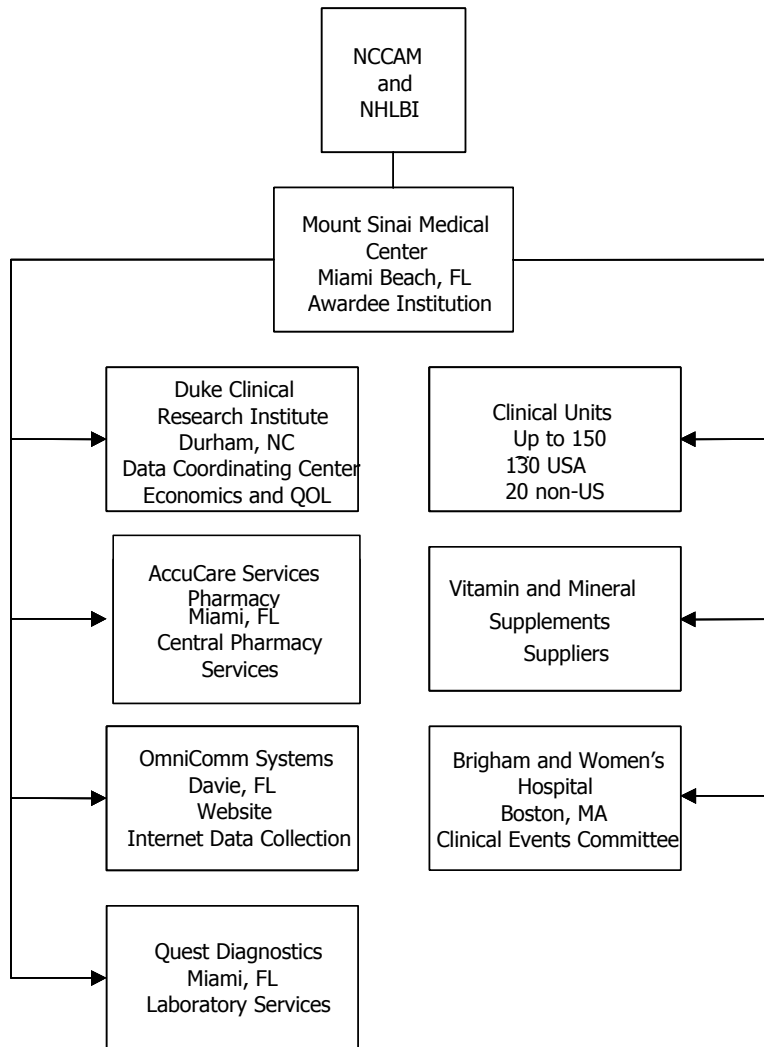 NCCAM
and
NHLBI
Mount Sinai Medical
Center
Miami Beach, FL
Awardee Institution
Duke Clinical
Research Institute
Durham, NC
Data Coordinating Center
Economics and QOL
Clinical Units
Up to 150
130 USA
20 non-US
AccuCare Services
Pharmacy
Miami, FL
Central Pharmacy
Services
Vitamin and Mineral
Supplements
Suppliers
OmniComm Systems
Davie, FL
Website
Internet Data Collection
Brigham and Women’s
Hospital
Boston, MA
Clinical Events Committee
Quest Diagnostics
Miami, FL
Laboratory Services